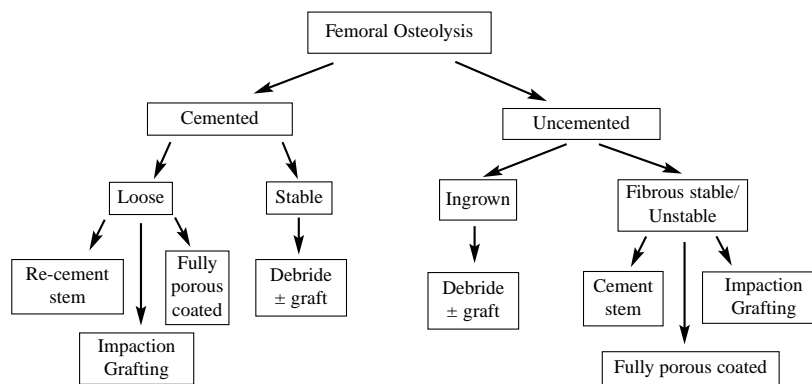 Femoral Osteolysis
Cemented
Uncemented
Loose
Stable
Ingrown
Fibrous stable/
Unstable
Re-cement
stem
Impaction
Grafting
Fully
porous
coated
Debride
± graft
Debride
± graft
Cement
stem
Fully porous coated
Impaction
Grafting